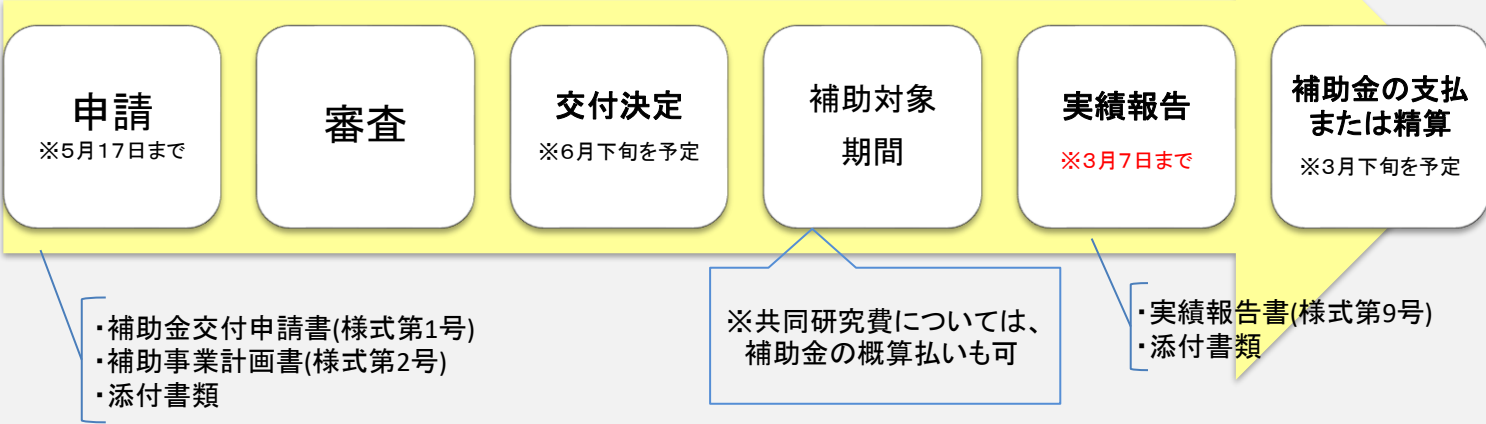 申請
※5月17日まで
審査
交付決定
※6月下旬を予定
補助対象
期間
実績報告
※3月7日まで
補助金の支払
または精算
※3月下旬を予定
・補助金交付申請書(様式第1号)
・補助事業計画書(様式第2号)
・添付書類
※共同研究費については、
補助金の概算払いも可
・実績報告書(様式第9号)
・添付書類